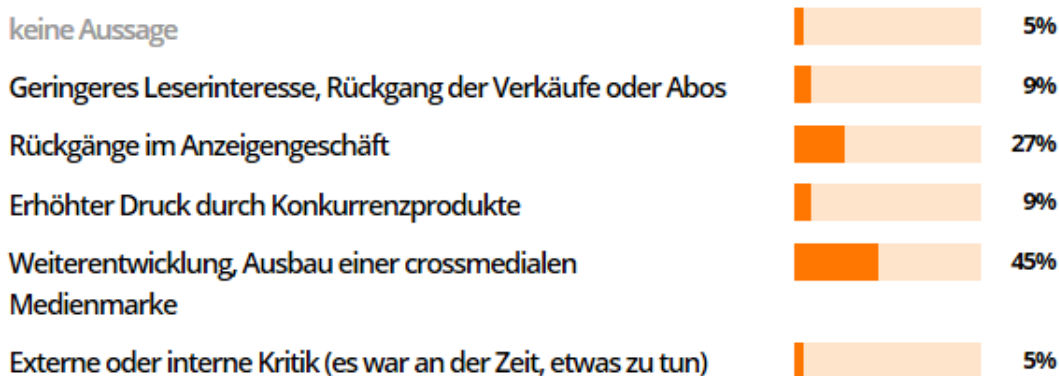 keine Aussage 5%
Geringeres Leserinteresse, Rückgang der Verkäufe oder Abos 9%
Rückgänge im Anzeigengeschäft 27%
Erhöhter Druck durch Konkurrenzprodukte 9%
Weiterentwicklung, Ausbau einer crossmedialen 45%
Medienmarke
Externe oder interne Kritik (es war an der Zeit, etwas zu tun) 5%